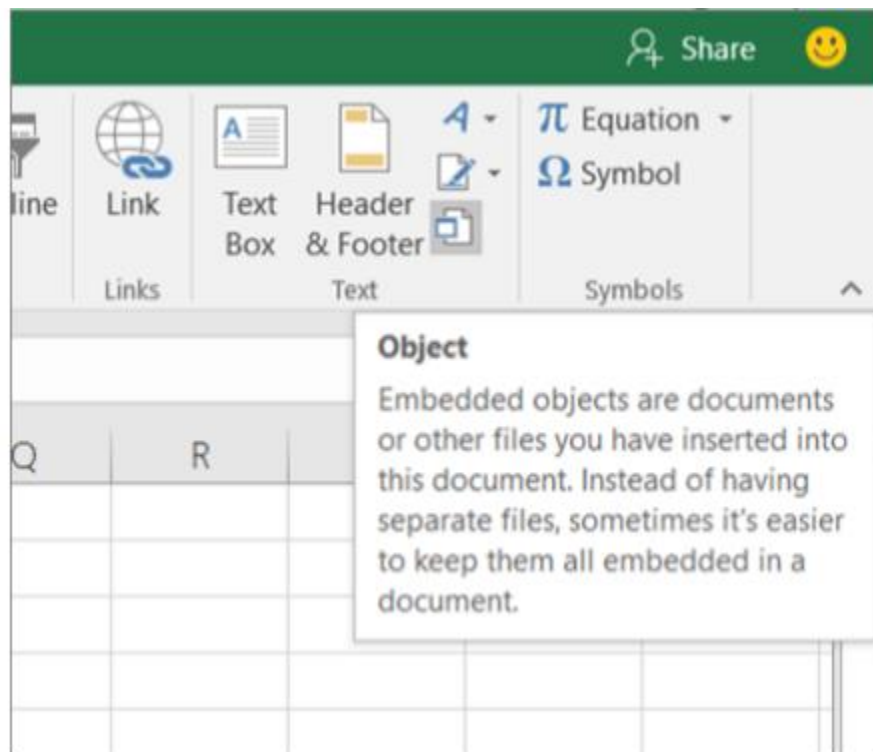 Share
line
Link
Text
Box
Header
& Footer
A
A
π Equation
Ω Symbol
Links
Text
Symbols
Object
Embedded objects are documents
or other files you have inserted into
this document. Instead of having
separate files, sometimes it's easier
to keep them all embedded in a
document.
Q
R